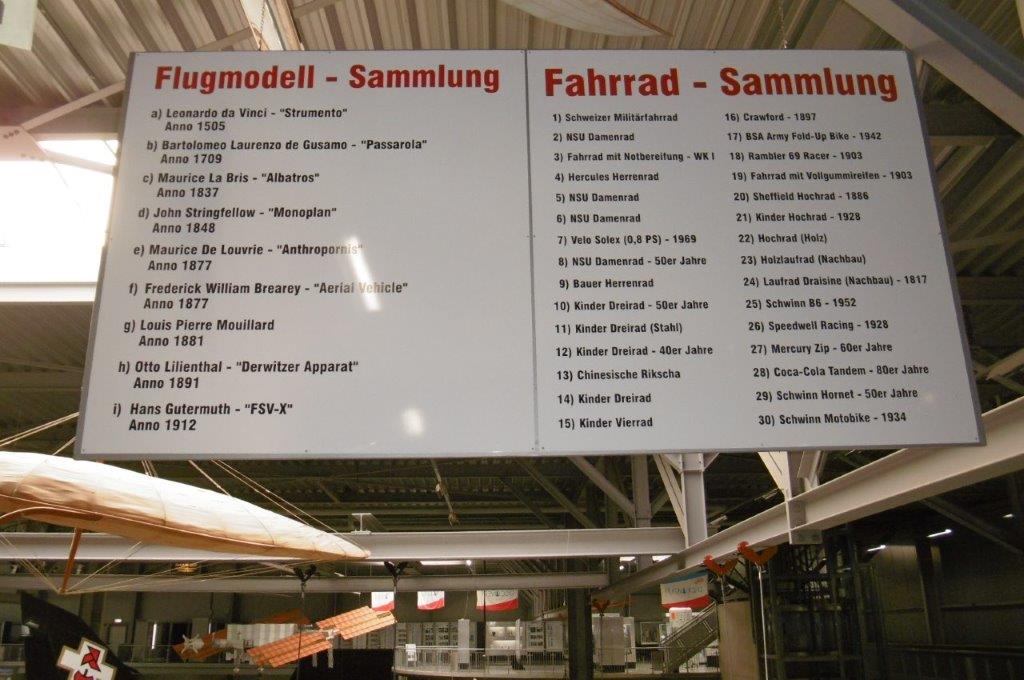 Flugmodell - Sammlung
a) Leonardo da Vinci - "Strumento"
Anno 1505
b) Bartolomeo Laurenzo de Gusamo - "Passarola"
Anno 1709
c) Maurice La Bris - "Albatros"
Anno 1837
d) John Stringfellow - "Monoplan"
Anno 1848
e) Maurice De Louvrie - "Anthropornis"
Anno 1877
f) Frederick William Brearey - "Aerial Vehicle"
Anno 1877
g) Louis Pierre Mouillard
Anno 1881
h) Otto Lilienthal - "Derwitzer Apparat"
Anno 1891
i) Hans Gutermuth - "FSV-X"
Anno 1912
Fahrrad - Sammlung
1) Schweizer Militärfahrrad
2) NSU Damenrad
3) Fahrrad mit Notbereifung - WK I
4) Hercules Herrenrad
5) NSU Damenrad
6) NSU Damenrad
7) Velo Solex (0,8 PS) - 1969
8) NSU Damenrad - 50er Jahre
9) Bauer Herrenrad
10) Kinder Dreirad - 50er Jahre
11) Kinder Dreirad (Stahl)
12) Kinder Dreirad - 40er Jahre
13) Chinesische Rikscha
14) Kinder Dreirad
15) Kinder Vierrad
16) Crawford - 1897
17) BSA Army Fold-Up Bike - 1942
18) Rambler 69 Racer - 1903
19) Fahrrad mit Vollgummireifen - 1903
20) Sheffield Hochrad - 1886
21) Kinder Hochrad - 1928
22) Hochrad (Holz)
23) Holzlaufrad (Nachbau)
24) Laufrad Draisine (Nachbau) - 1817
25) Schwinn B6 - 1952
26) Speedwell Racing - 1928
27) Mercury Zip - 60er Jahre
28) Coca-Cola Tandem - 80er Jahre
29) Schwinn Hornet - 50er Jahre
30) Schwinn Motobike - 1934